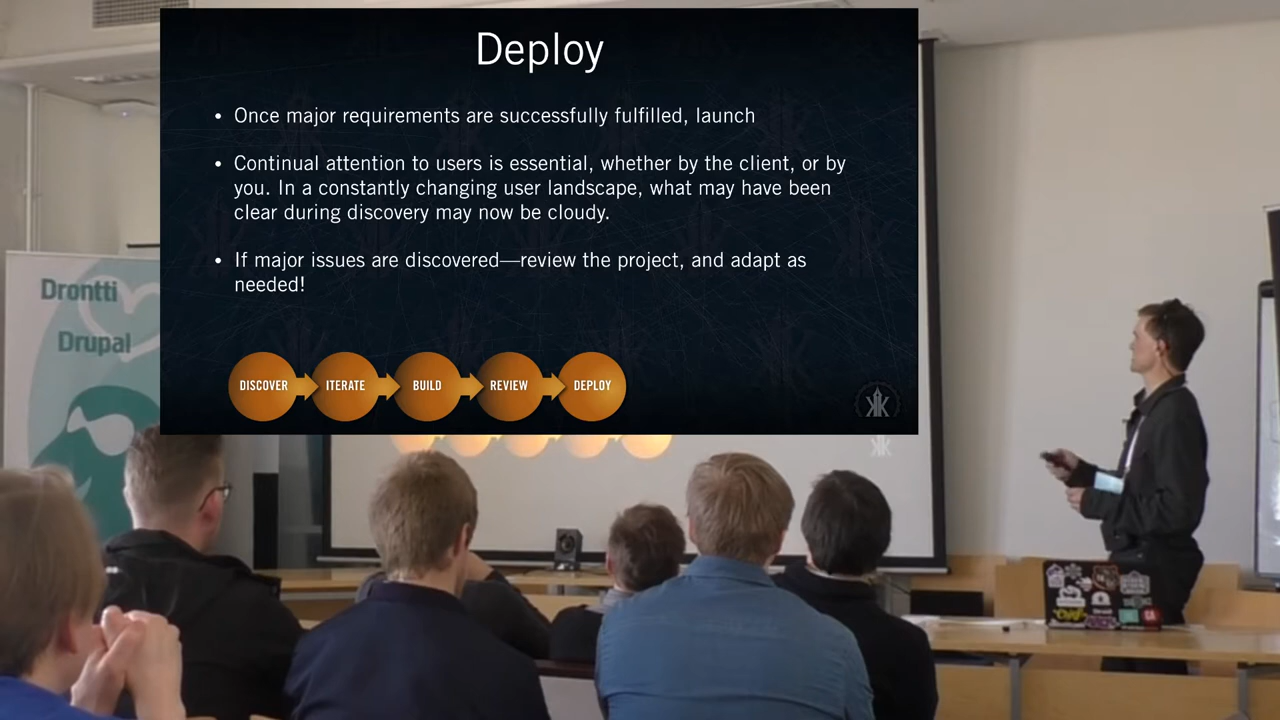 Deploy
• Once major requirements are successfully fulfilled, launch
• Continual attention to users is essential, whether by the client, or by
you. In a constantly changing user landscape, what may have been
clear during discovery may now be cloudy.
• If major issues are discovered—review the project, and adapt as
needed!
DISCOVER ITERATE BUILD REVIEW DEPLOY
Drontti
Drupal